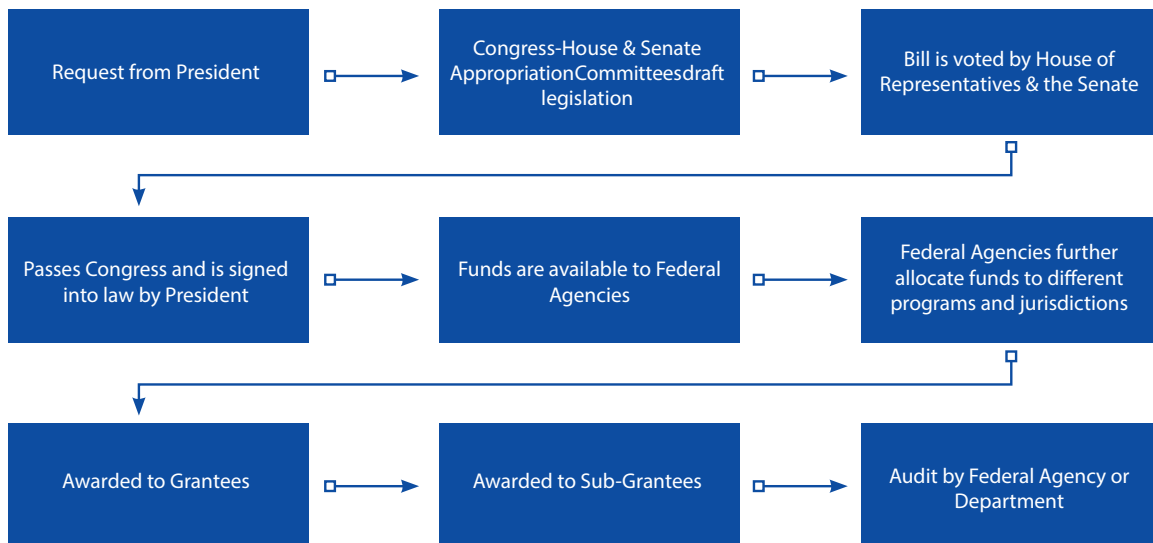 Request from President
Congress-House & Senate
AppropriationCommitteesdraft
legislation
Bill is voted by House of
Representatives & the Senate
Passes Congress and is signed
into law by President
Funds are available to Federal
Agencies
Federal Agencies further
allocate funds to different
programs and jurisdictions
Awarded to Grantees
Awarded to Sub-Grantees
Audit by Federal Agency or
Department